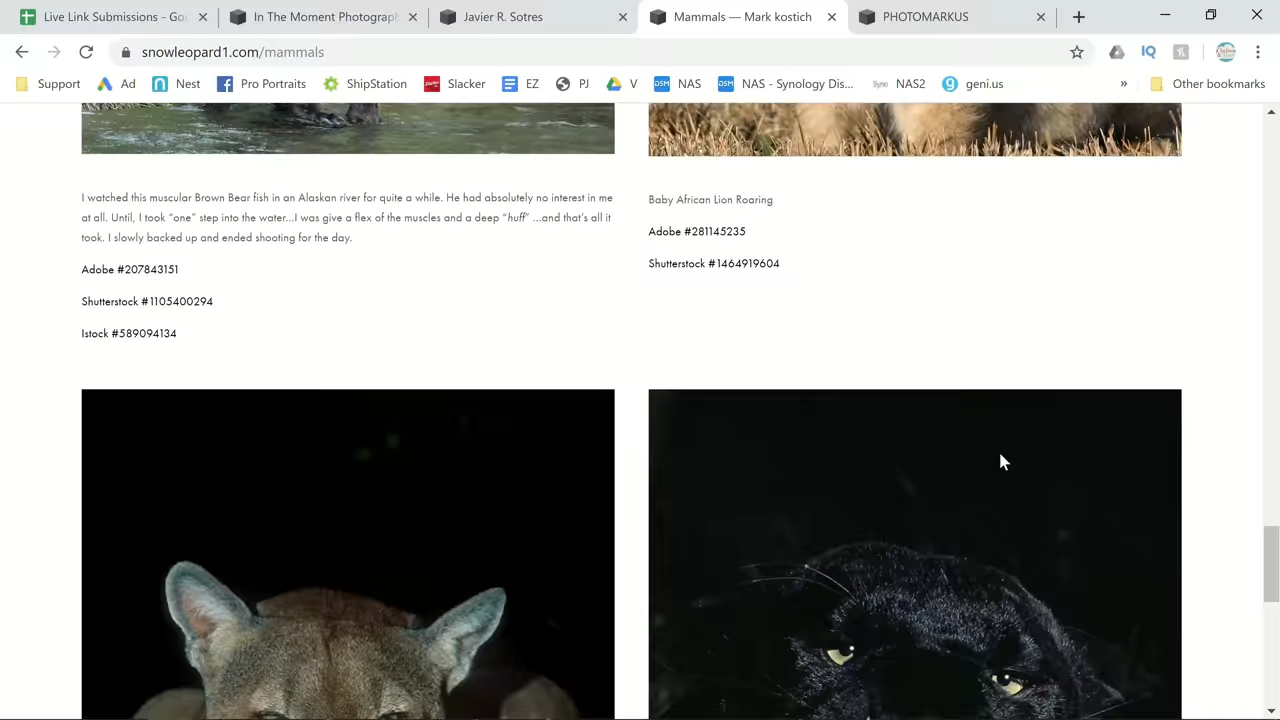 Live Link Submissions - Go
In The Moment Photograph
Javier R. Sotres
Mammals — Mark kostich
PHOTOMARKUS
snowleopard1.com/mammals
Support
Ad
Nest
Pro Portraits
ShipStation
Slacker
EZ
PJ
V
DSM
NAS
DSM
NAS - Synology Dis...
Syno
NAS2
geni.us
»
Other bookmarks
I watched this muscular Brown Bear fish in an Alaskan river for quite a while. He had absolutely no interest in me
at all. Until, I took “one” step into the water...I was give a flex of the muscles and a deep “huff” ...and that’s all it
took. I slowly backed up and ended shooting for the day.
Adobe #207843151
Shutterstock #1105400294
Istock #589094134
Baby African Lion Roaring
Adobe #281145235
Shutterstock #1464919604